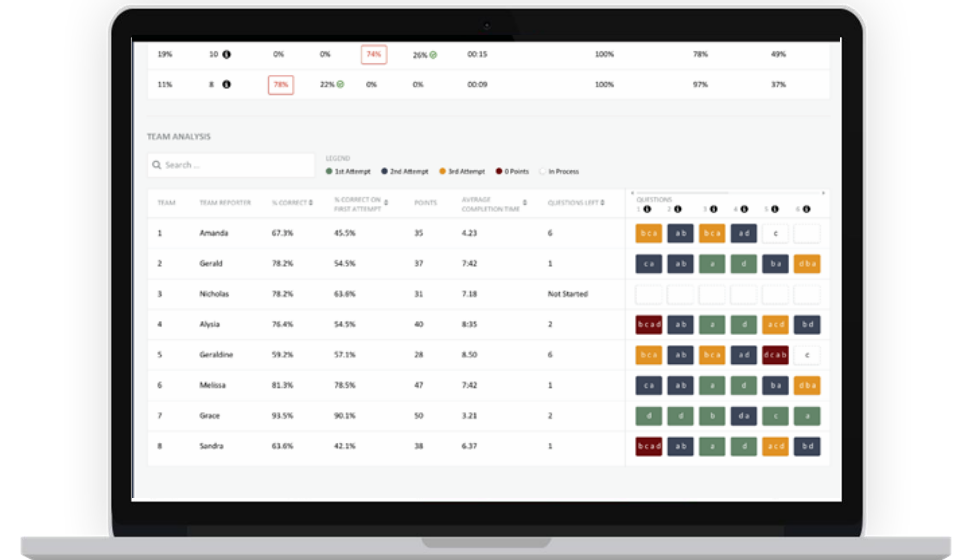 19% 10 0% 0% 74% 26% 00:15 100% 78% 49%
11% 8 78% 22% 0% 0% 00:09 100% 97% 37%
TEAM ANALYSIS
Search ...
LEGEND
1st Attempt 2nd Attempt 3rd Attempt 0 Points In Process
TEAM TEAM REPORTER % CORRECT % CORRECT ON FIRST ATTEMPT POINTS AVERAGE COMPLETION TIME QUESTIONS LEFT QUESTIONS
1 2 3 4 5 6
1 Amanda 67.3% 45.5% 35 4.23 6 b c a a b b c a a d c
2 Gerald 78.2% 54.5% 37 7:42 1 c a a b a d b a d b a
3 Nicholas 78.2% 63.6% 31 7.18 Not Started
4 Alysia 76.4% 54.5% 40 8:35 2 b c a d a b a d a c d b d
5 Geraldine 59.2% 57.1% 28 8.50 6 b c a a b b c a a d d c a b c
6 Melissa 81.3% 78.5% 47 7:42 1 c a a b a d b a d b a
7 Grace 93.5% 90.1% 50 3.21 2 d d b d a c a
8 Sandra 63.6% 42.1% 38 6.37 1 b c a d a b a d a c d b d